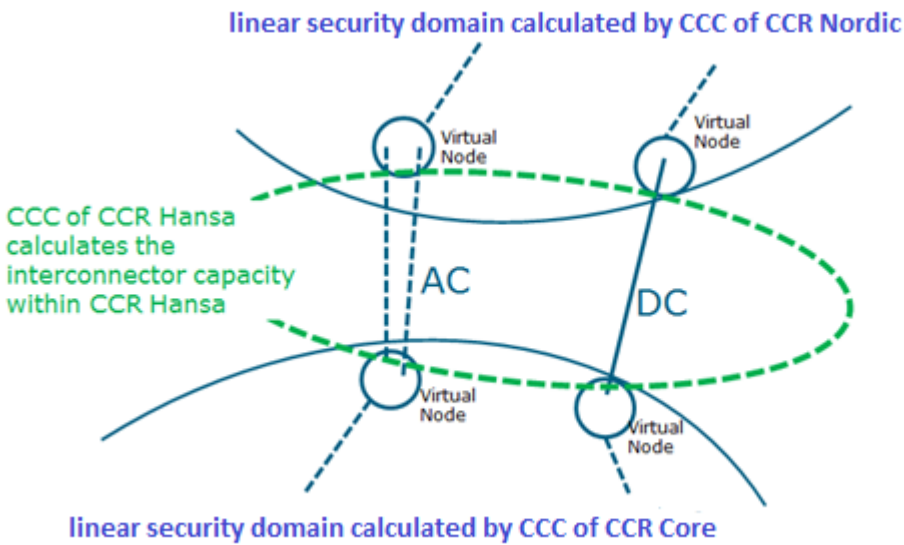 linear security domain calculated by CCC of CCR Nordic
Virtual
Node
Virtual
Node
CCC of CCR Hansa
calculates the
interconnector capacity
within CCR Hansa
AC
DC
Virtual
Node
Virtual
Node
linear security domain calculated by CCC of CCR Core